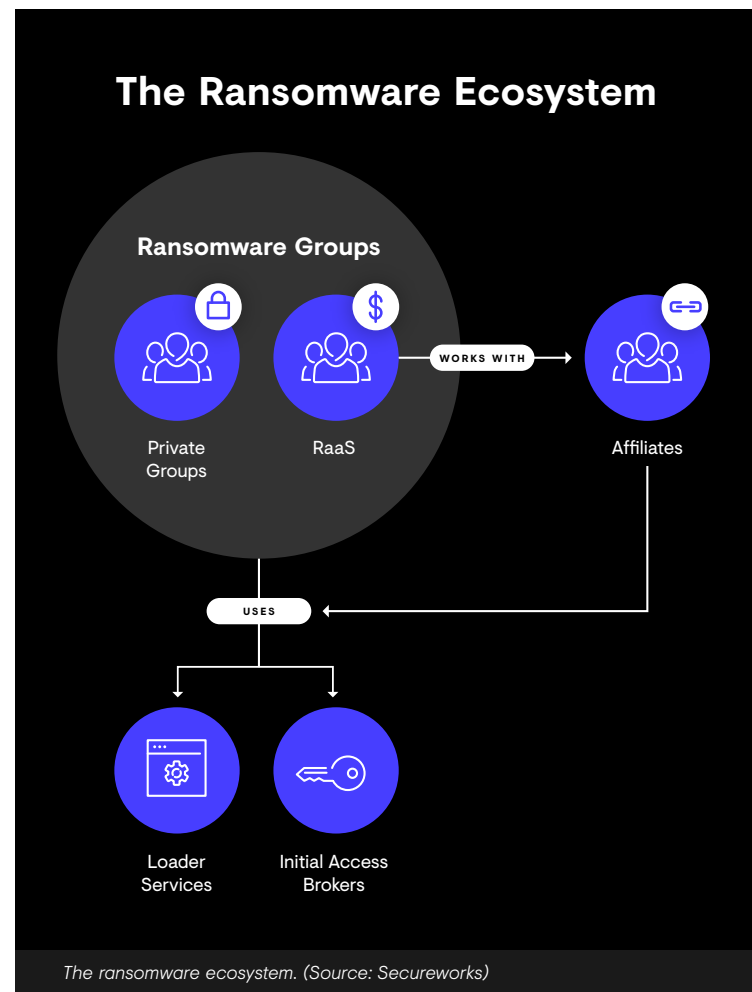 The Ransomware Ecosystem
Ransomware Groups
$
WORKS WITH
Private
Groups
RaaS
Affiliates
USES
Loader
Services
Initial Access
Brokers
The ransomware ecosystem. (Source: Secureworks)